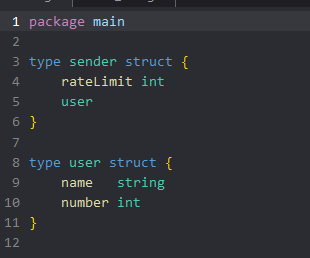 1 package main
2
3 type sender struct {
4     rateLimit int
5     user
6 }
7
8 type user struct {
9     name   string
10     number int
11 }
12